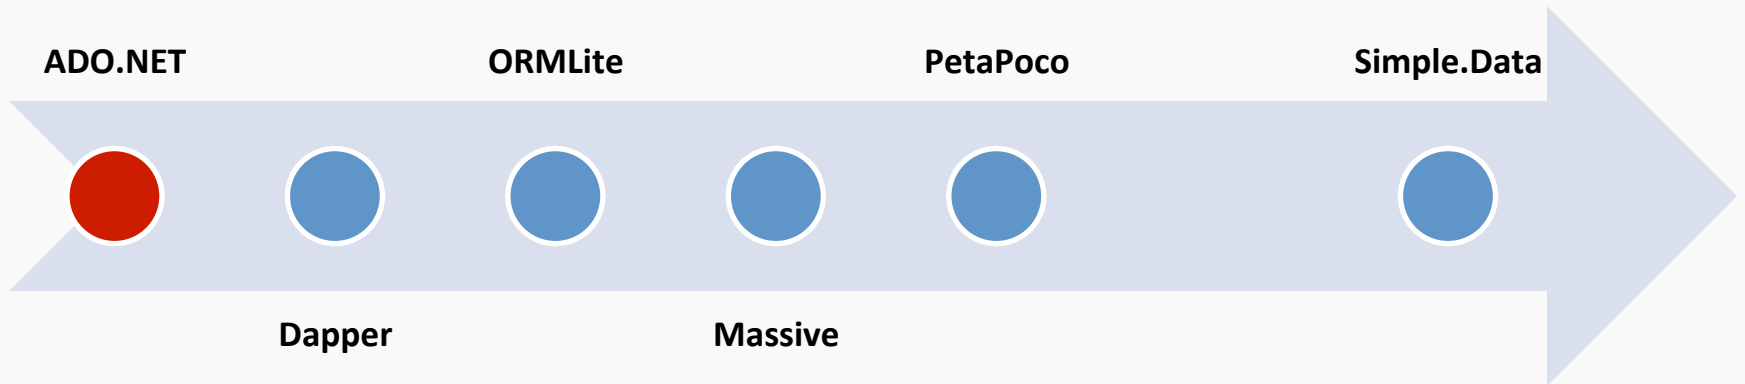 ADO.NET
ORMLite
PetaPoco
Simple.Data
Dapper
Massive